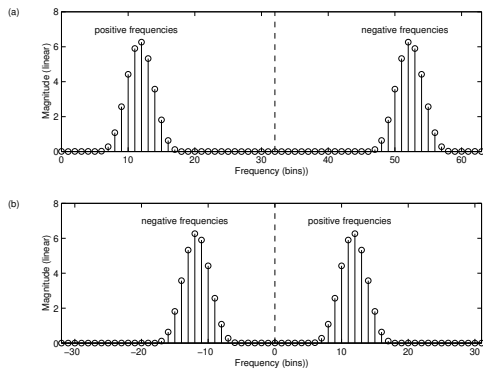 (a)
8
positive frequencies
negative frequencies
6
4
2
0
Magnitude (linear)
0 10 20 30 40 50 60
Frequency (bins))
(b)
8
negative frequencies
positive frequencies
6
4
2
0
Magnitude (linear)
−30 −20 −10 0 10 20 30
Frequency (bins))